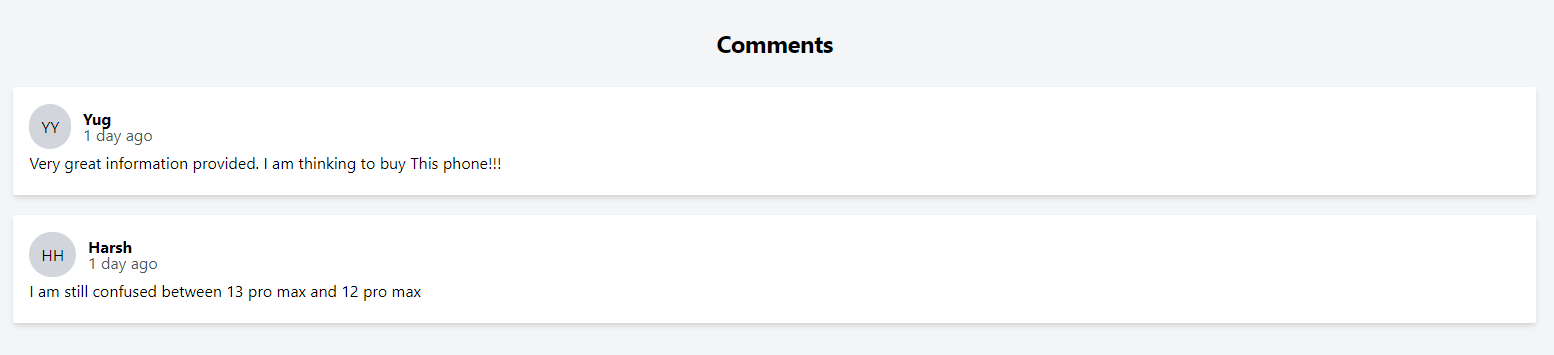 Comments
YY
Yug
1 day ago
Very great information provided. I am thinking to buy This phone!!!
HH
Harsh
1 day ago
I am still confused between 13 pro max and 12 pro max